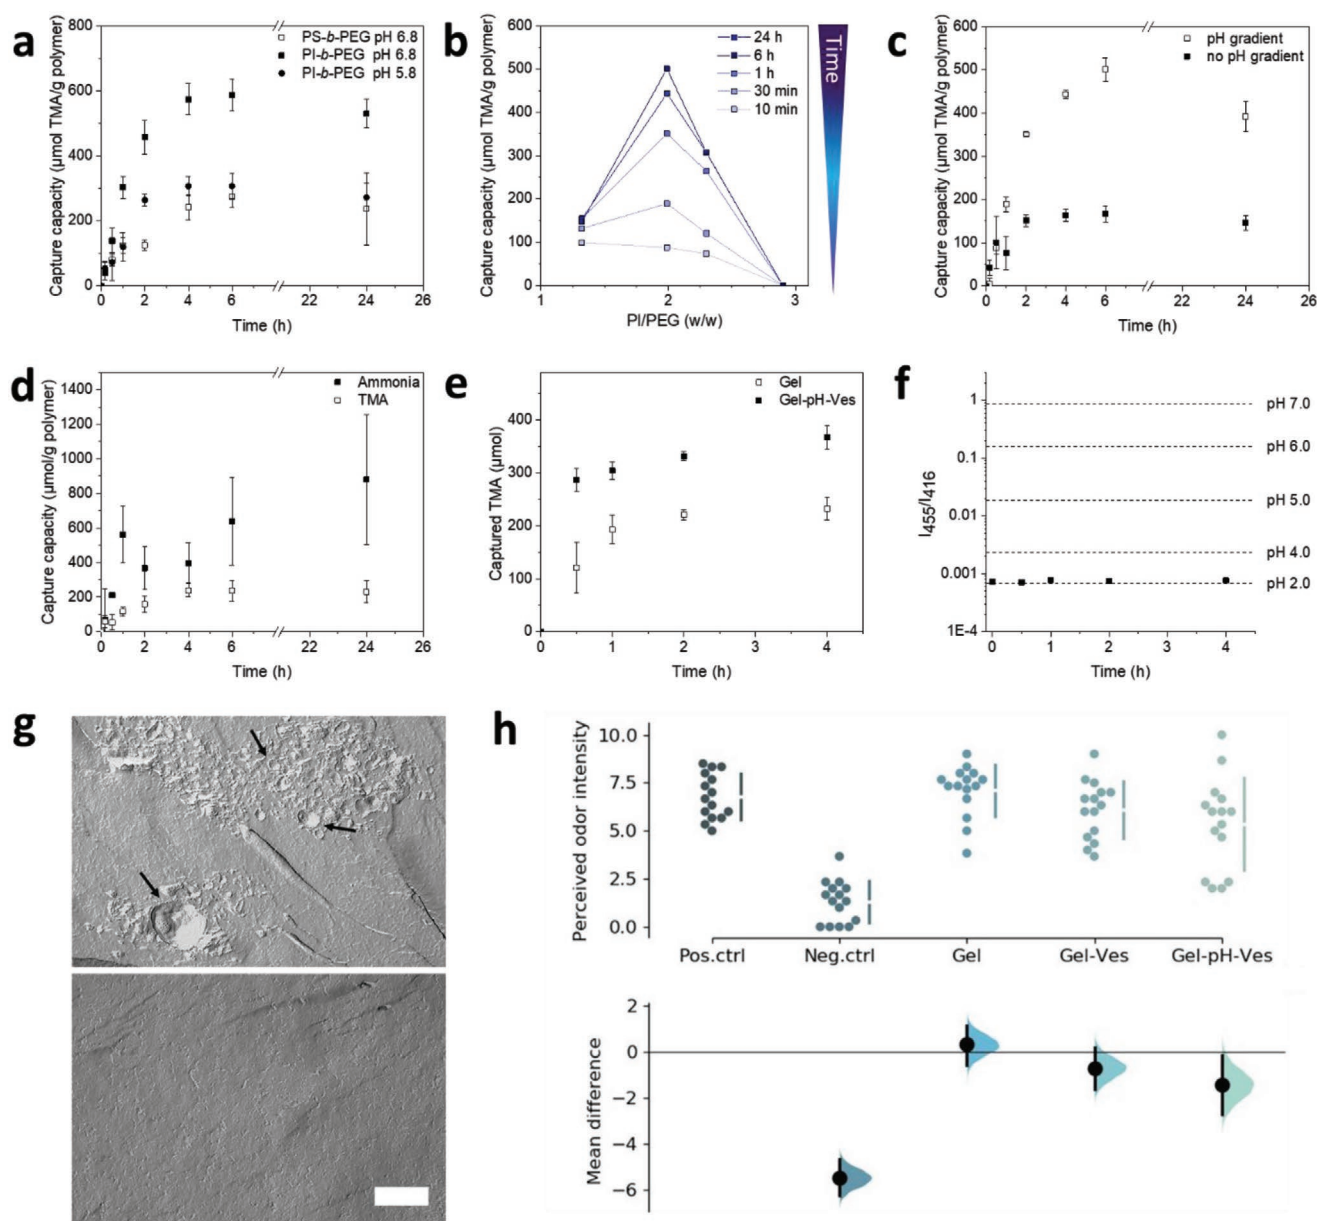 a
800
700
600
500
400
300
200
100
0
0 2 4 6 22 24 26
Capture capacity (µmol TMA/g polymer)
Time (h)
PS-b-PEG pH 6.8
PI-b-PEG pH 6.8
PI-b-PEG pH 5.8
b
600
500
400
300
200
100
0
1 2 3
Capture capacity (µmol TMA/g polymer)
PI/PEG (w/w)
24 h
6 h
1 h
30 min
10 min
Time
c
600
500
400
300
200
100
0
0 2 4 6 22 24 26
Capture capacity (µmol TMA/g polymer)
Time (h)
pH gradient
no pH gradient
d
1400
1200
1000
800
600
400
200
0
0 2 4 6 22 24 26
Capture capacity (µmol/g polymer)
Time (h)
Ammonia
TMA
e
400
300
200
100
0
0 1 2 3 4
Captured TMA (µmol)
Time (h)
Gel
Gel-pH-Ves
f
1
0.1
0.01
0.001
1E-4
0 1 2 3 4
I455/I416
Time (h)
pH 7.0
pH 6.0
pH 5.0
pH 4.0
pH 2.0
g
h
10.0
7.5
5.0
2.5
0.0
Perceived odor intensity
Pos.ctrl Neg.ctrl Gel Gel-Ves Gel-pH-Ves
2
0
−2
−4
−6
Mean difference